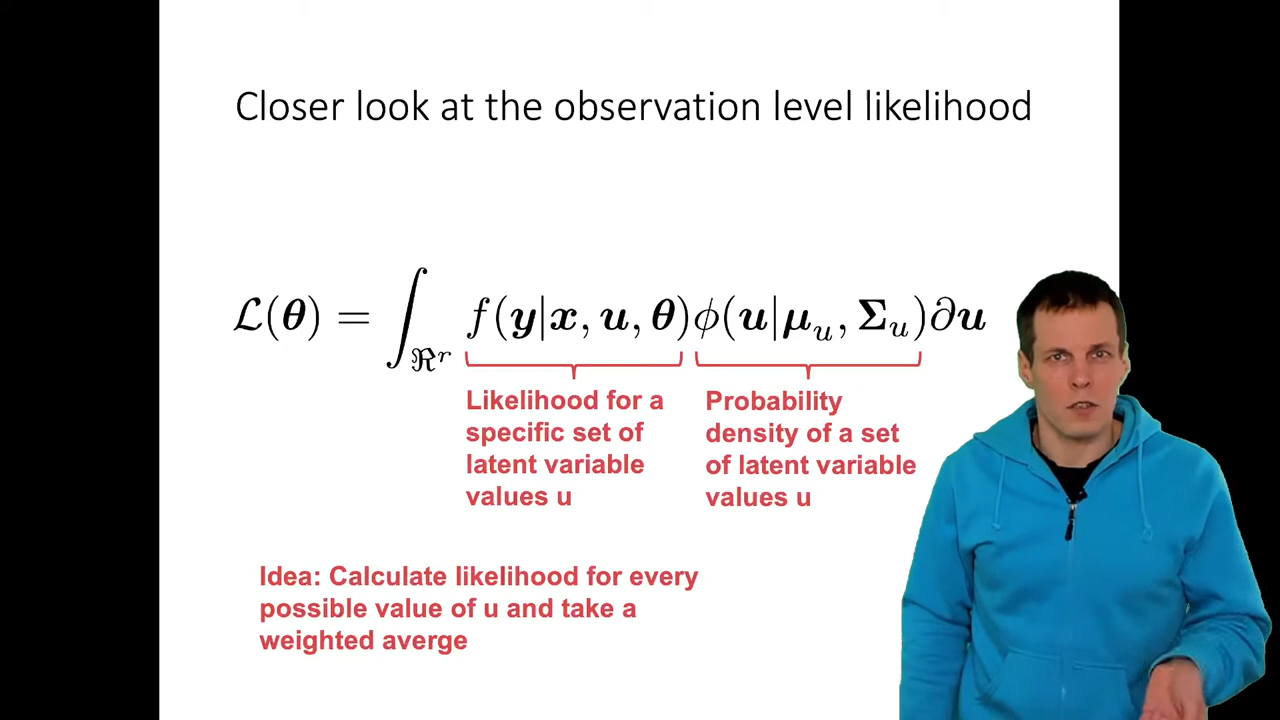 Closer look at the observation level likelihood
𝓛(𝜽) = ∫_ℜʳ f(𝒚|𝒙, 𝒖, 𝜽)ϕ(𝒖|𝝁ᵤ, 𝚺ᵤ)∂𝒖
Likelihood for a
specific set of
latent variable
values u
Probability
density of a set
of latent variable
values u
Idea: Calculate likelihood for every
possible value of u and take a
weighted averge